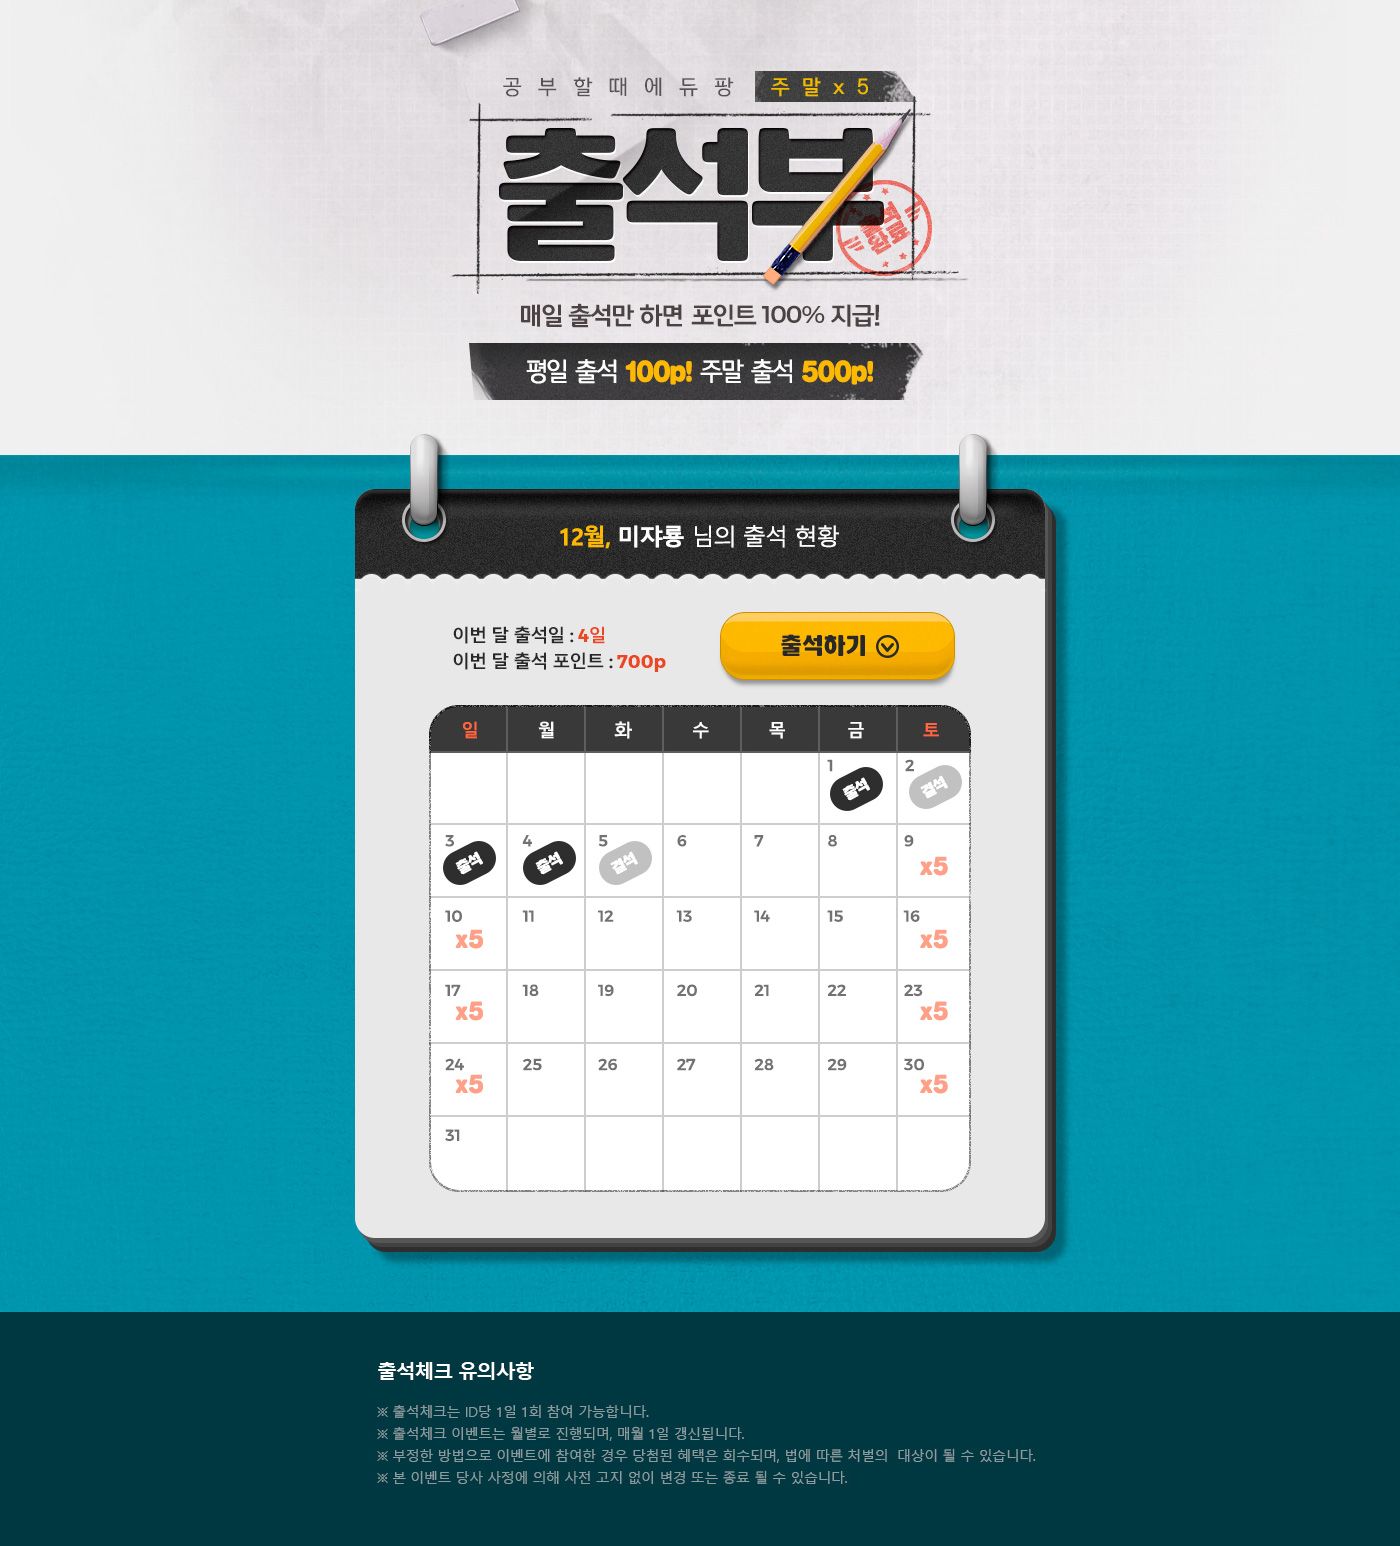 공부할때에듀팡 주말x5
출석부
매일 출석만 하면 포인트 100% 지급!
평일 출석 100p! 주말 출석 500p!
12월, 미쟈룡 님의 출석 현황
이번 달 출석일 : 4일
이번 달 출석 포인트 : 700p
출석하기
일 월 화 수 목 금 토
1 출석 2 결석
3 출석 4 출석 5 결석 6 7 8 9 x5
10 x5 11 12 13 14 15 16 x5
17 x5 18 19 20 21 22 23 x5
24 x5 25 26 27 28 29 30 x5
31
출석체크 유의사항
※ 출석체크는 ID당 1일 1회 참여 가능합니다.
※ 출석체크 이벤트는 월별로 진행되며, 매월 1일 갱신됩니다.
※ 부정한 방법으로 이벤트에 참여한 경우 당첨된 혜택은 회수되며, 법에 따른 처벌의 대상이 될 수 있습니다.
※ 본 이벤트 당사 사정에 의해 사전 고지 없이 변경 또는 종료 될 수 있습니다.